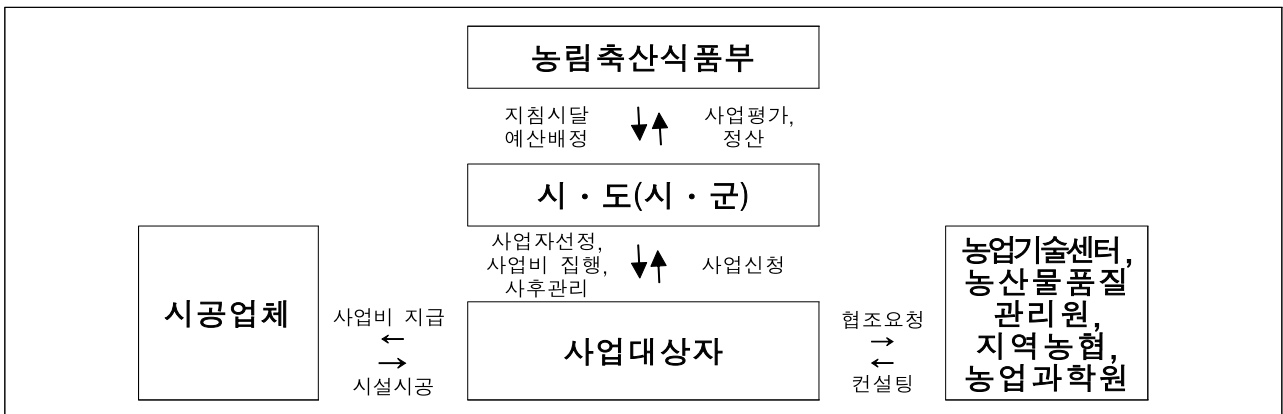 농림축산식품부
지침시달
예산배정
사업평가,
정산
시 · 도(시 · 군)
사업자선정,
사업비 집행,
사후관리
사업신청
시공업체
사업비 지급
←
→
시설시공
사업대상자
협조요청
→
←
컨설팅
농업기술센터,
농산물품질
관리원,
지역농협,
농업과학원